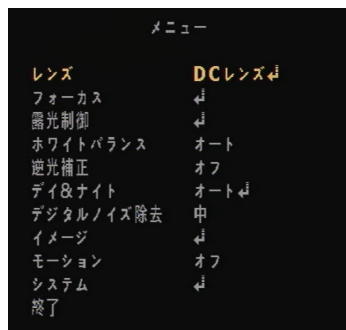 メニュー
レンズ DCレンズ↲
フォーカス ↲
露光制御 ↲
ホワイトバランス オート
逆光補正 オフ
デイ&ナイト オート↲
デジタルノイズ除去 中
イメージ ↲
モーション オフ
システム ↲
終了